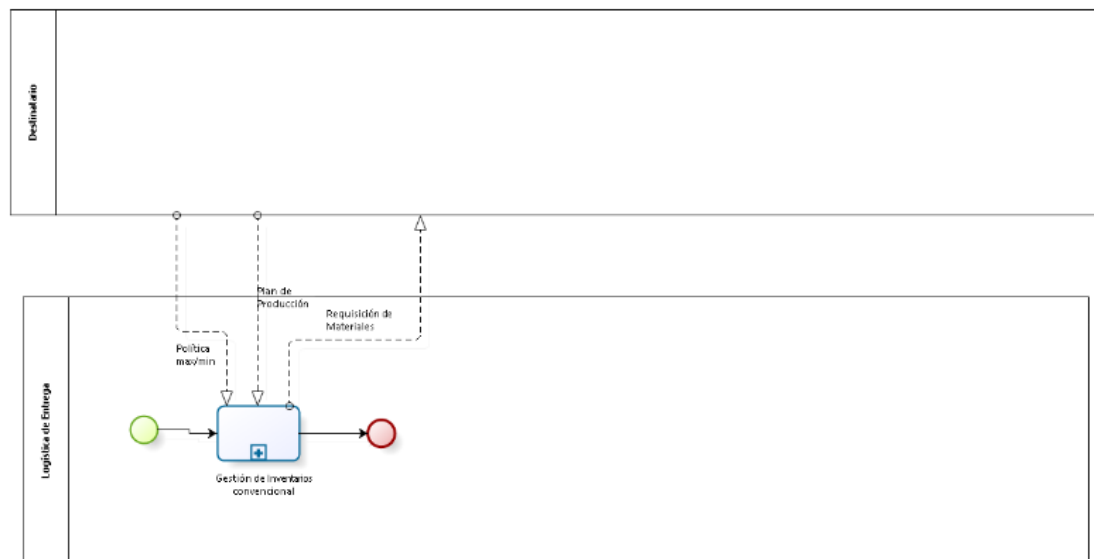 Destinatario
Plan de
Producción
Requisición de
Materiales
Política
max/min
Logística de Entrega
Gestión de Inventarios
convencional